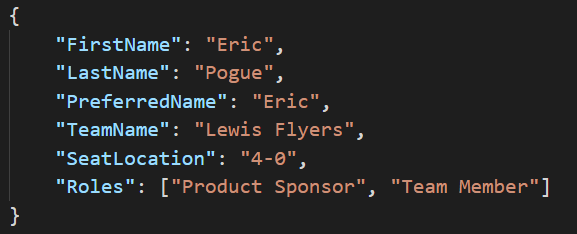 {
"FirstName": "Eric",
"LastName": "Pogue",
"PreferredName": "Eric",
"TeamName": "Lewis Flyers",
"SeatLocation": "4-0",
"Roles": ["Product Sponsor", "Team Member"]
}